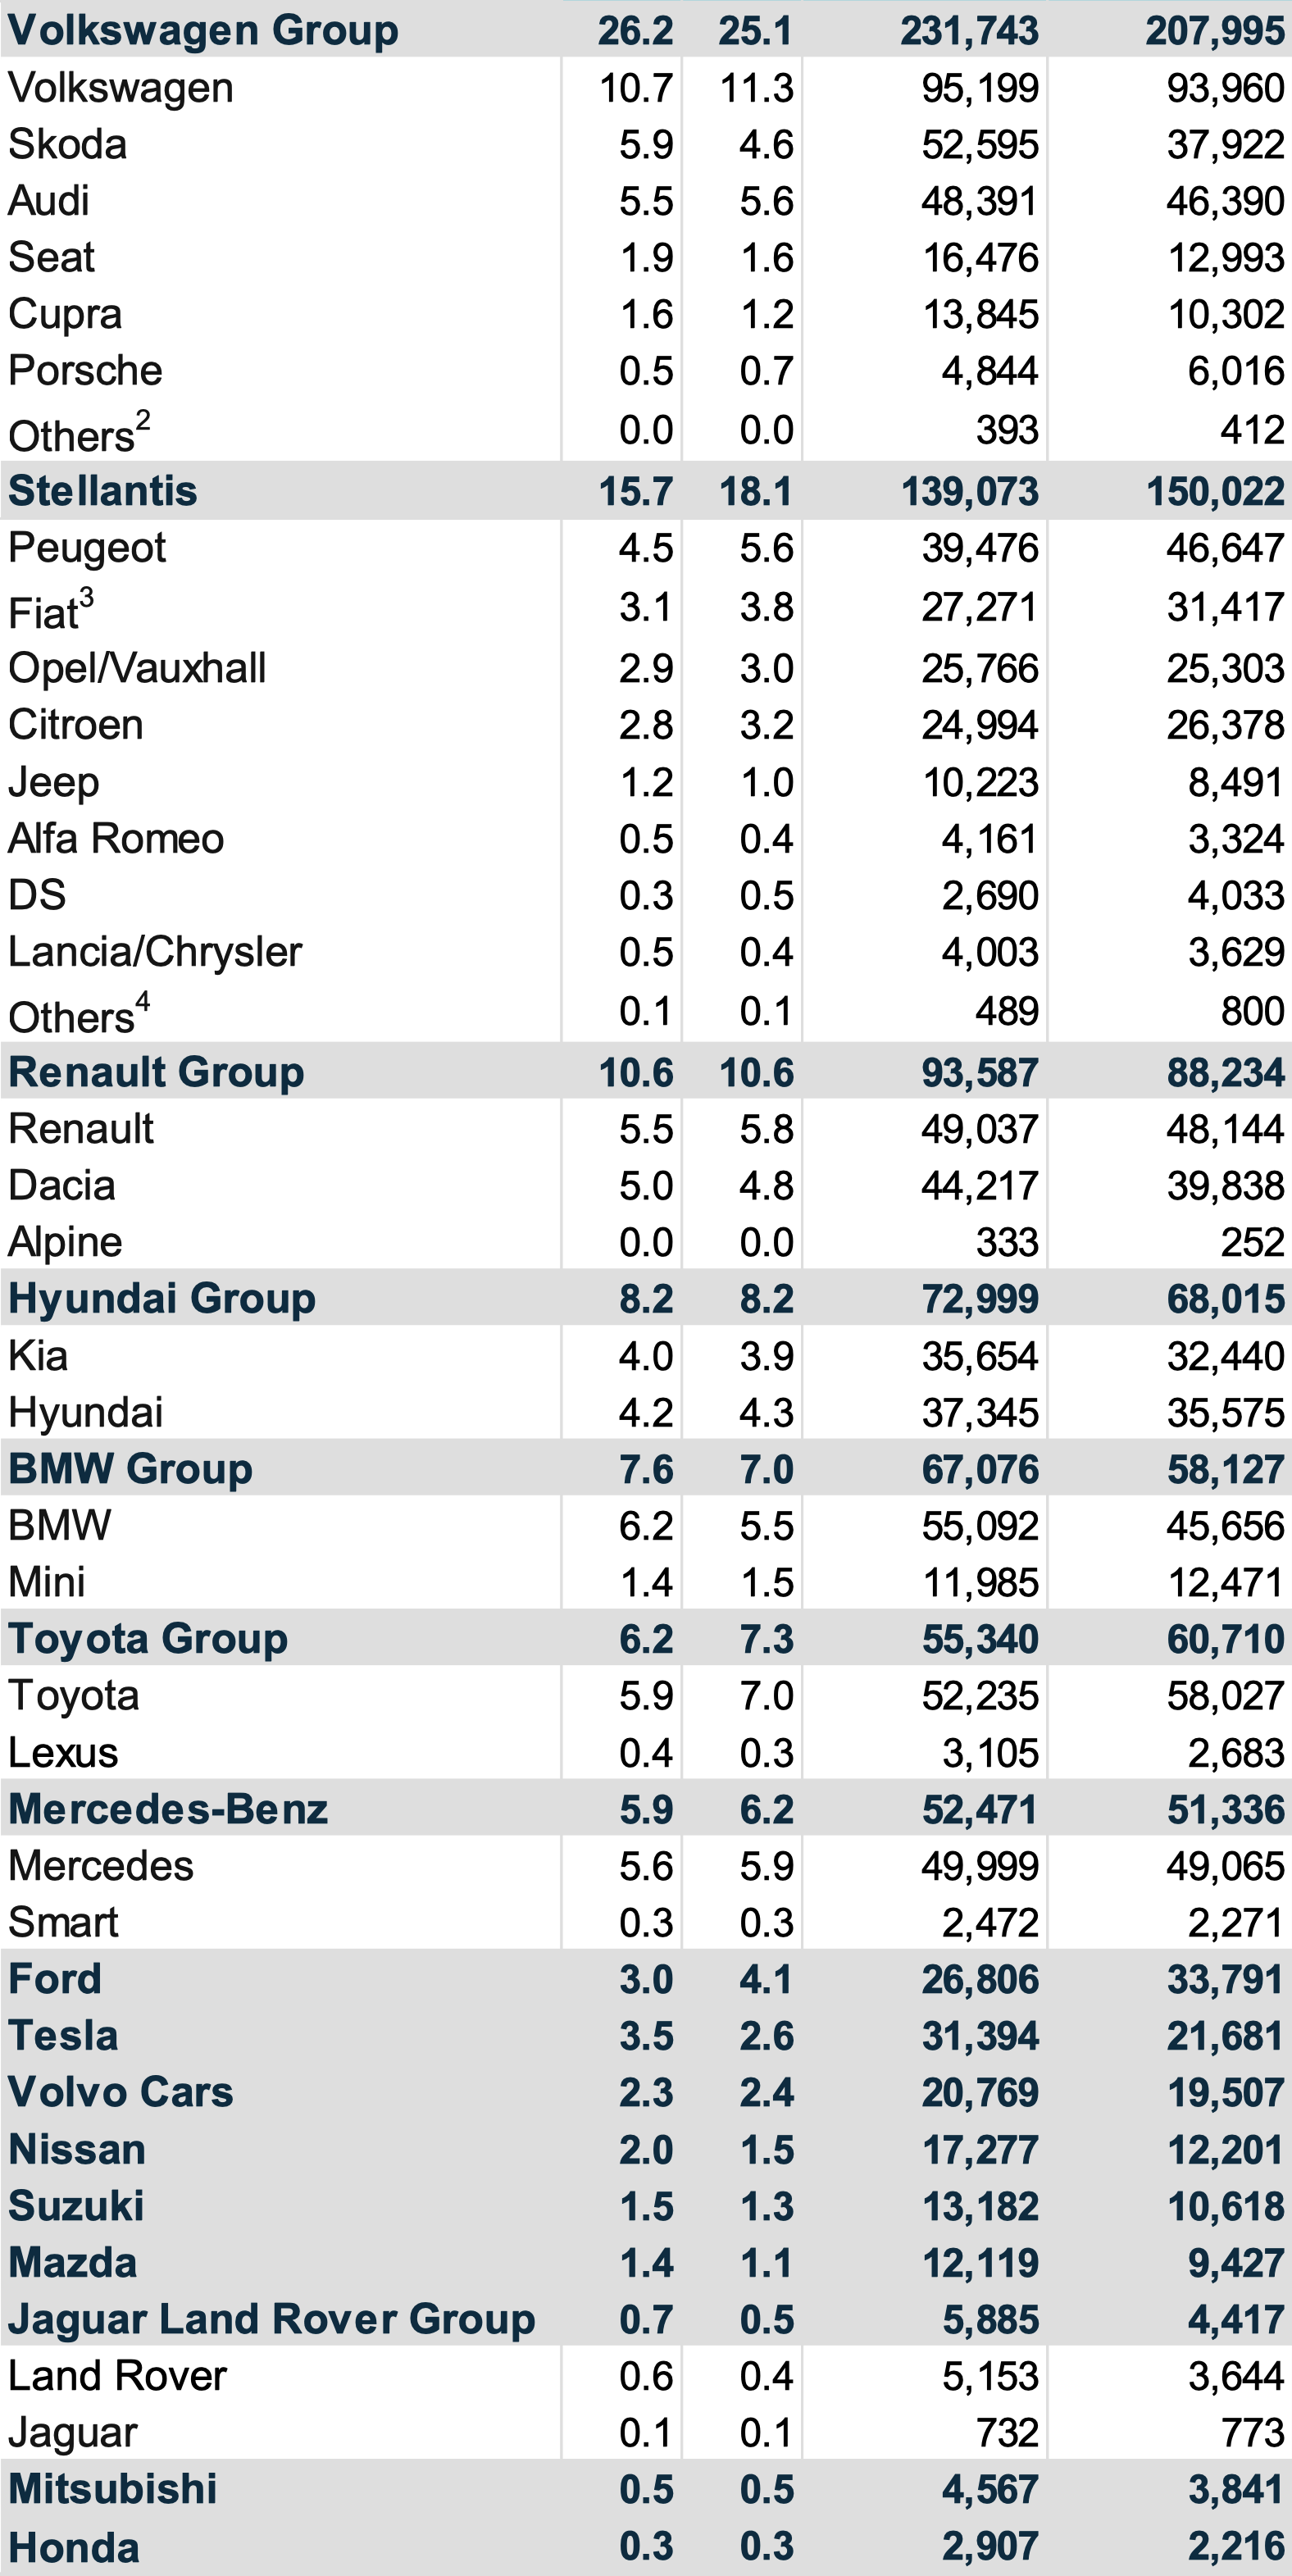 Volkswagen Group 26.2 25.1 231,743 207,995
Volkswagen 10.7 11.3 95,199 93,960
Skoda 5.9 4.6 52,595 37,922
Audi 5.5 5.6 48,391 46,390
Seat 1.9 1.6 16,476 12,993
Cupra 1.6 1.2 13,845 10,302
Porsche 0.5 0.7 4,844 6,016
Others2 0.0 0.0 393 412
Stellantis 15.7 18.1 139,073 150,022
Peugeot 4.5 5.6 39,476 46,647
Fiat3 3.1 3.8 27,271 31,417
Opel/Vauxhall 2.9 3.0 25,766 25,303
Citroen 2.8 3.2 24,994 26,378
Jeep 1.2 1.0 10,223 8,491
Alfa Romeo 0.5 0.4 4,161 3,324
DS 0.3 0.5 2,690 4,033
Lancia/Chrysler 0.5 0.4 4,003 3,629
Others4 0.1 0.1 489 800
Renault Group 10.6 10.6 93,587 88,234
Renault 5.5 5.8 49,037 48,144
Dacia 5.0 4.8 44,217 39,838
Alpine 0.0 0.0 333 252
Hyundai Group 8.2 8.2 72,999 68,015
Kia 4.0 3.9 35,654 32,440
Hyundai 4.2 4.3 37,345 35,575
BMW Group 7.6 7.0 67,076 58,127
BMW 6.2 5.5 55,092 45,656
Mini 1.4 1.5 11,985 12,471
Toyota Group 6.2 7.3 55,340 60,710
Toyota 5.9 7.0 52,235 58,027
Lexus 0.4 0.3 3,105 2,683
Mercedes-Benz 5.9 6.2 52,471 51,336
Mercedes 5.6 5.9 49,999 49,065
Smart 0.3 0.3 2,472 2,271
Ford 3.0 4.1 26,806 33,791
Tesla 3.5 2.6 31,394 21,681
Volvo Cars 2.3 2.4 20,769 19,507
Nissan 2.0 1.5 17,277 12,201
Suzuki 1.5 1.3 13,182 10,618
Mazda 1.4 1.1 12,119 9,427
Jaguar Land Rover Group 0.7 0.5 5,885 4,417
Land Rover 0.6 0.4 5,153 3,644
Jaguar 0.1 0.1 732 773
Mitsubishi 0.5 0.5 4,567 3,841
Honda 0.3 0.3 2,907 2,216